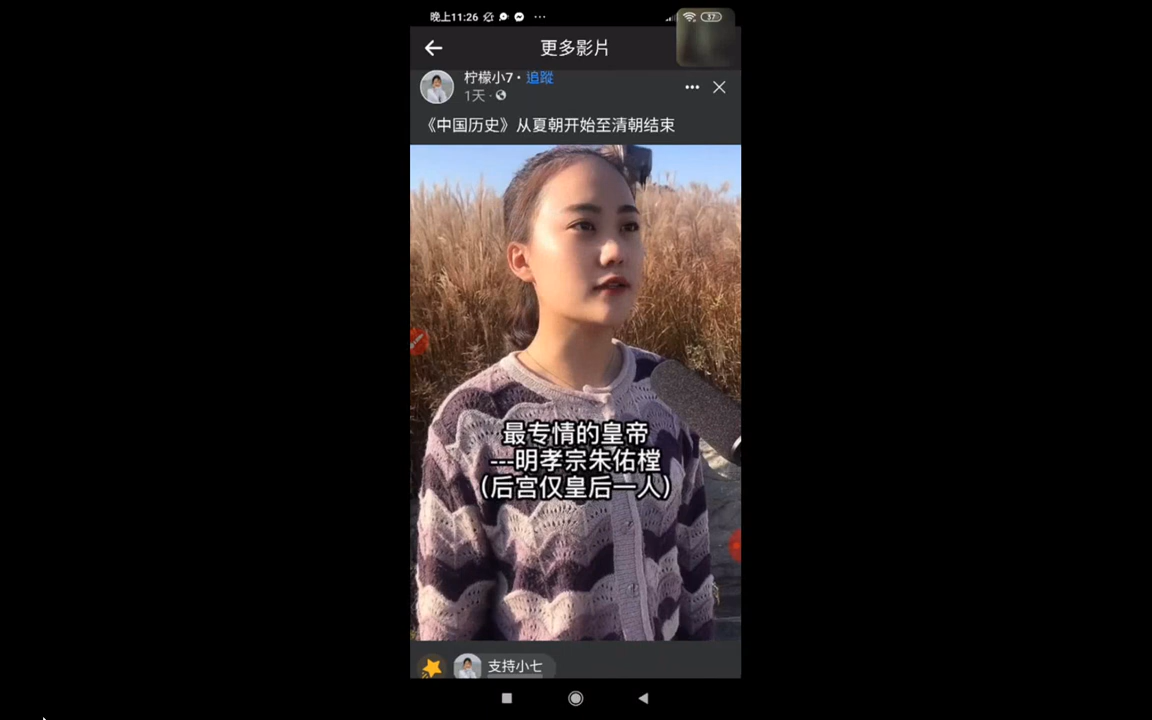 晚上11:26
37
更多影片
柠檬小7 · 追蹤
1天 ·
《中国历史》从夏朝开始至清朝结束
最专情的皇帝
---明孝宗朱佑樘
（后宫仅皇后一人）
支持小七